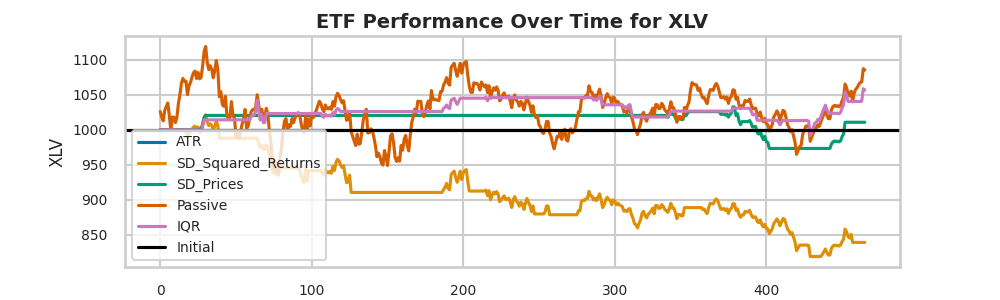 ETF Performance Over Time for XLV
XLV
1100
1050
1000
950
900
850
ATR
SD_Squared_Returns
SD_Prices
Passive
IQR
Initial
0
100
200
300
400